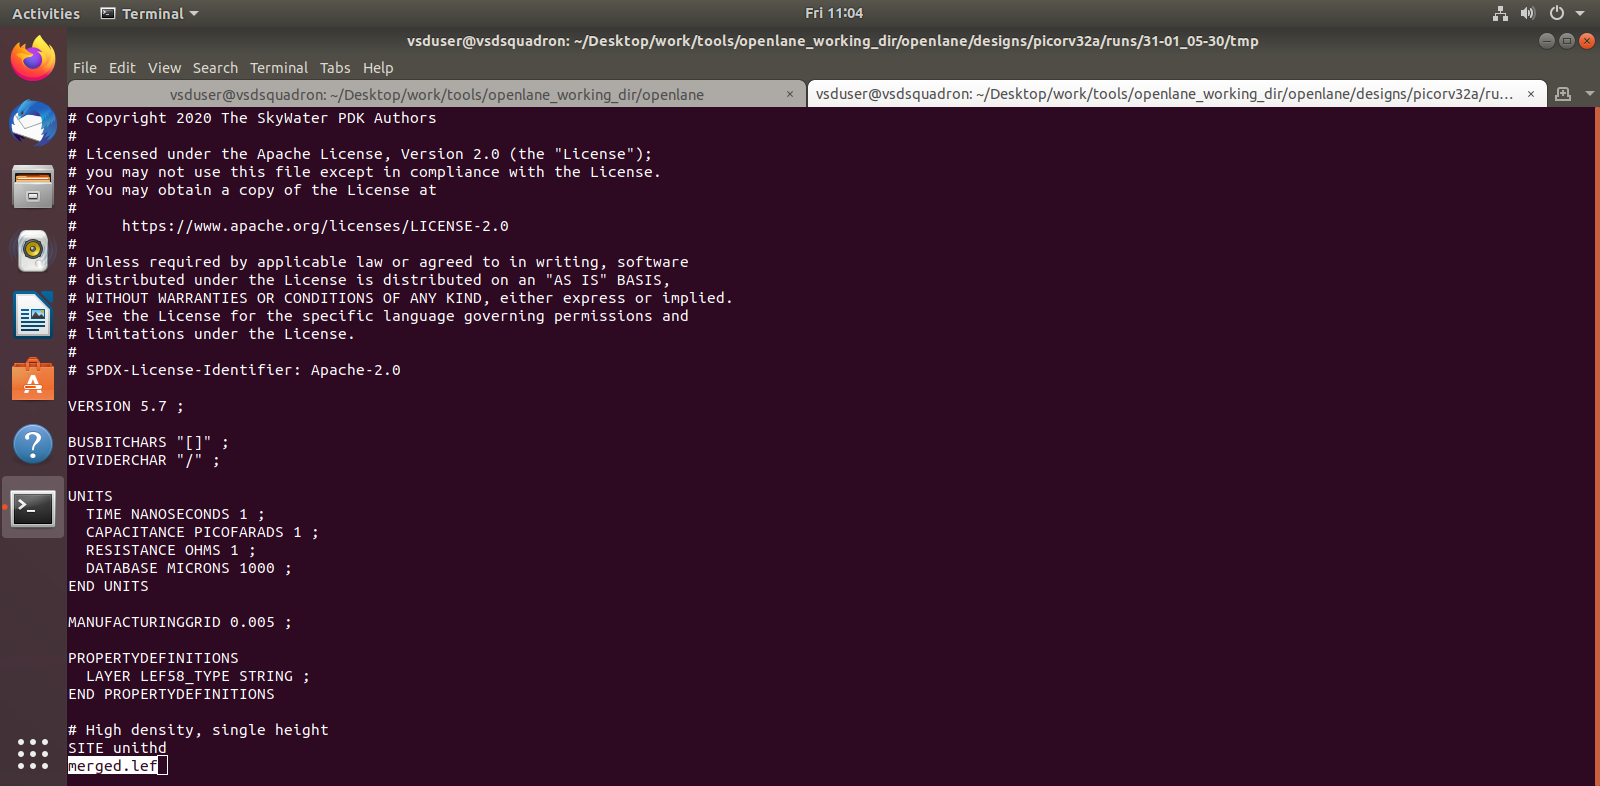 Activities Terminal Fri 11:04
vsduser@vsdsquadron: ~/Desktop/work/tools/openlane_working_dir/openlane/designs/picorv32a/runs/31-01_05-30/tmp
File Edit View Search Terminal Tabs Help
vsduser@vsdsquadron: ~/Desktop/work/tools/openlane_working_dir/openlane × vsduser@vsdsquadron: ~/Desktop/work/tools/openlane_working_dir/openlane/designs/picorv32a/ru... ×
# Copyright 2020 The SkyWater PDK Authors
#
# Licensed under the Apache License, Version 2.0 (the "License");
# you may not use this file except in compliance with the License.
# You may obtain a copy of the License at
#
#     https://www.apache.org/licenses/LICENSE-2.0
#
# Unless required by applicable law or agreed to in writing, software
# distributed under the License is distributed on an "AS IS" BASIS,
# WITHOUT WARRANTIES OR CONDITIONS OF ANY KIND, either express or implied.
# See the License for the specific language governing permissions and
# limitations under the License.
#
# SPDX-License-Identifier: Apache-2.0
VERSION 5.7 ;
BUSBITCHARS "[]" ;
DIVIDERCHAR "/" ;
UNITS
  TIME NANOSECONDS 1 ;
  CAPACITANCE PICOFARADS 1 ;
  RESISTANCE OHMS 1 ;
  DATABASE MICRONS 1000 ;
END UNITS
MANUFACTURINGGRID 0.005 ;
PROPERTYDEFINITIONS
  LAYER LEF58_TYPE STRING ;
END PROPERTYDEFINITIONS
# High density, single height
SITE unithd
merged.lef